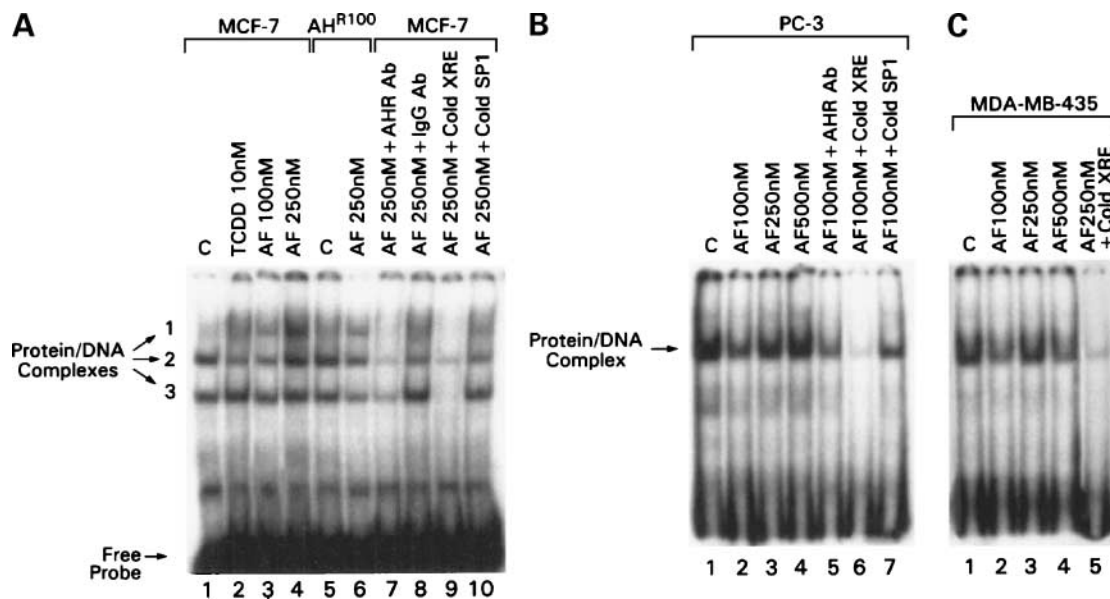 A
MCF-7
AH^R100
MCF-7
C
TCDD 10nM
AF 100nM
AF 250nM
C
AF 250nM
AF 250nM + AHR Ab
AF 250nM + IgG Ab
AF 250nM + Cold XRE
AF 250nM + Cold SP1
Protein/DNA
Complexes
1
2
3
Free
Probe
1 2 3 4 5 6 7 8 9 10
B
PC-3
C
AF100nM
AF250nM
AF500nM
AF100nM + AHR Ab
AF100nM + Cold XRE
AF100nM + Cold SP1
Protein/DNA
Complex
1 2 3 4 5 6 7
C
MDA-MB-435
C
AF100nM
AF250nM
AF500nM
AF250nM
+ Cold XRE
1 2 3 4 5